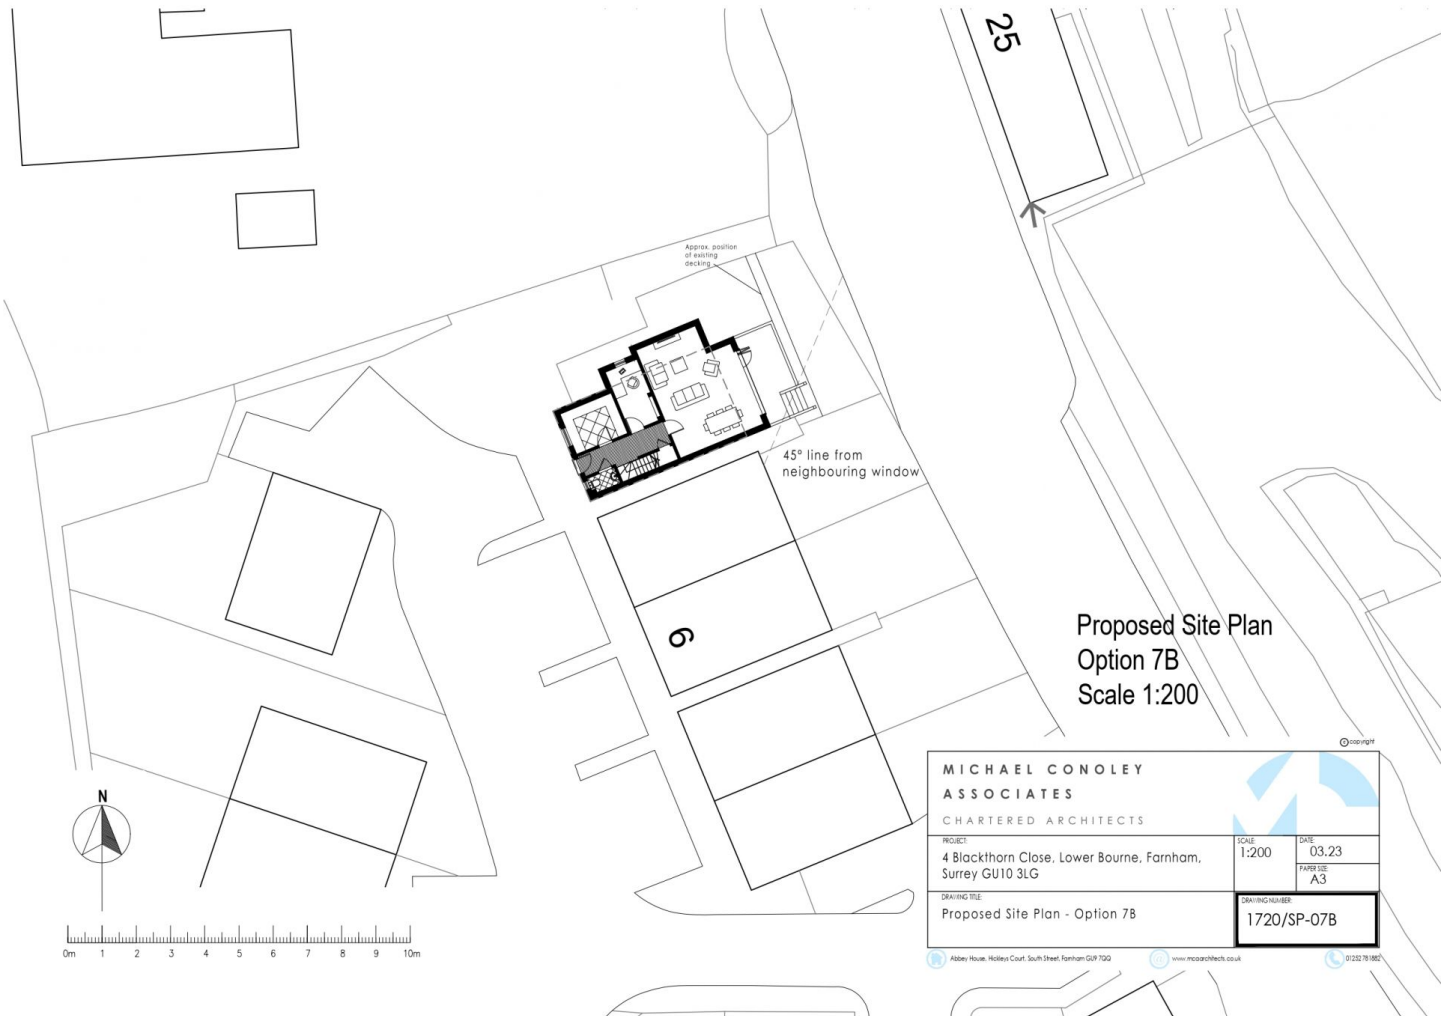 25
Approx. position
of existing
decking
45° line from
neighbouring window
6
Proposed Site Plan
Option 7B
Scale 1:200
© copyright
MICHAEL CONOLEY
ASSOCIATES
CHARTERED ARCHITECTS
PROJECT:
4 Blackthorn Close, Lower Bourne, Farnham,
Surrey GU10 3LG
SCALE:
1:200
DATE:
03.23
PAPER SIZE:
A3
DRAWING TITLE:
Proposed Site Plan - Option 7B
DRAWING NUMBER:
1720/SP-07B
Abbey House, Hickleys Court, South Street, Farnham GU9 7QQ
www.mcaarchitects.co.uk
01252 781882
N
0m 1 2 3 4 5 6 7 8 9 10m